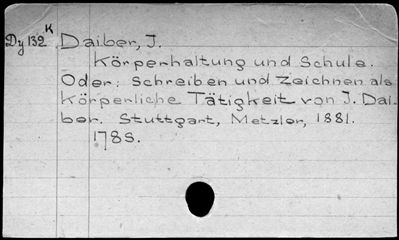 Dy 132 K Daiber, J.
Körperhaltung und Schule.
Oder: Schreiben und Zeichnen als
Körperliche Tätigkeit von J. Dai-
ber. Stuttgart, Metzler, 1881.
178S.